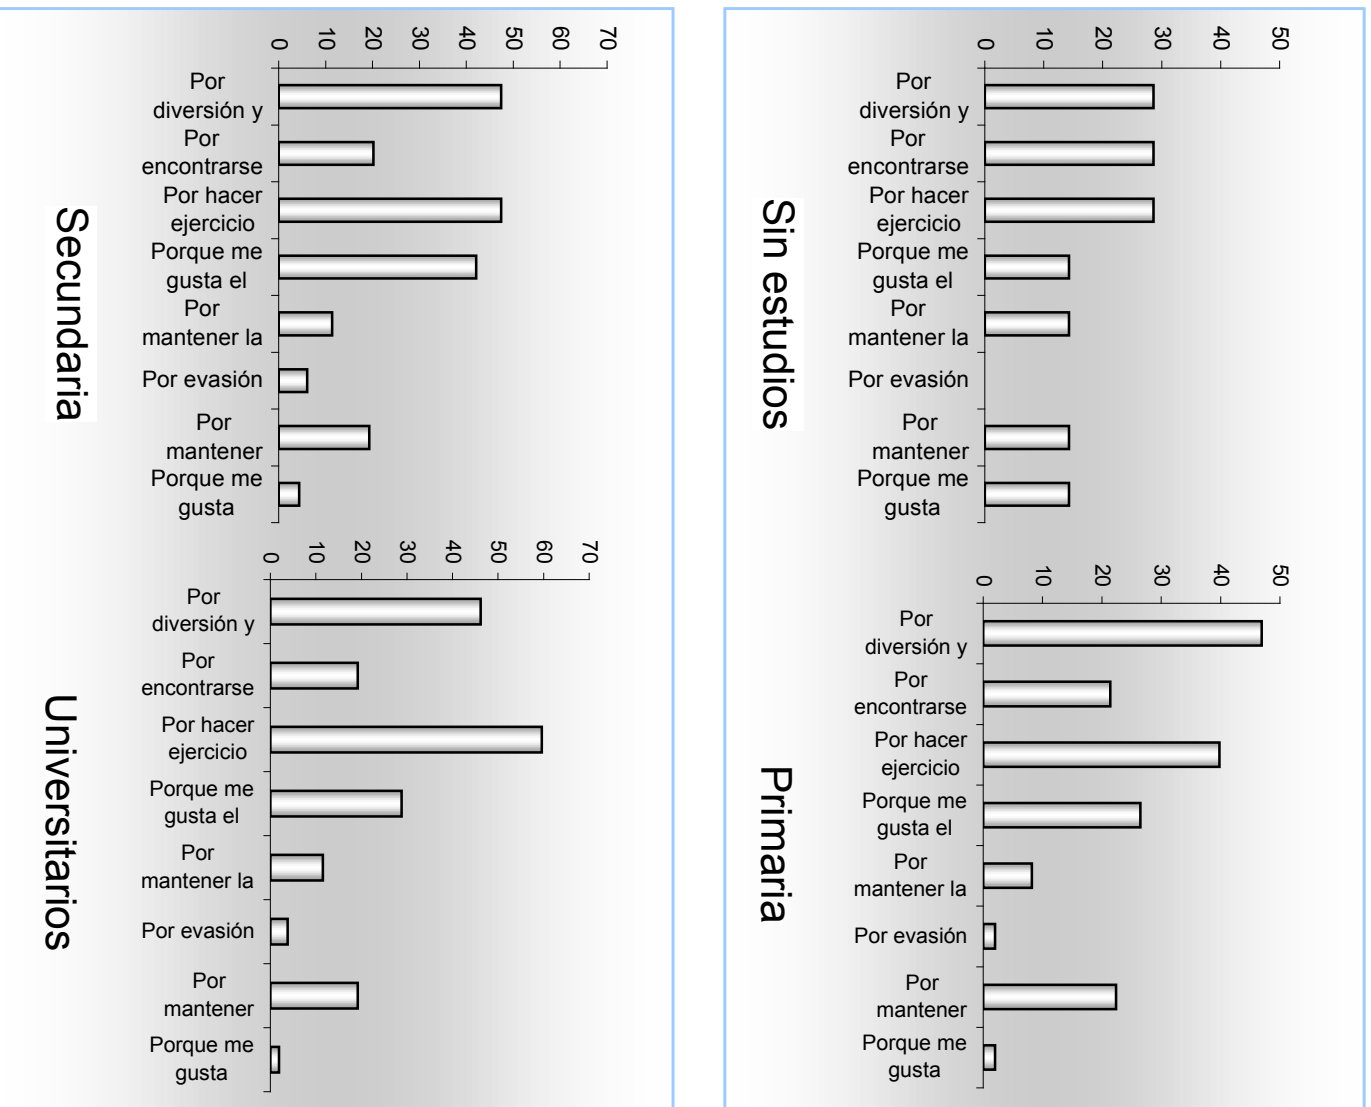 0 10 20 30 40 50 60 70
Por
diversión y
Por
encontrarse
Por hacer
ejercicio
Porque me
gusta el
Por
mantener la
Por evasión
Por
mantener
Porque me
gusta
Secundaria
0 10 20 30 40 50
Por
diversión y
Por
encontrarse
Por hacer
ejercicio
Porque me
gusta el
Por
mantener la
Por evasión
Por
mantener
Porque me
gusta
Sin estudios
0 10 20 30 40 50 60 70
Por
diversión y
Por
encontrarse
Por hacer
ejercicio
Porque me
gusta el
Por
mantener la
Por evasión
Por
mantener
Porque me
gusta
Universitarios
0 10 20 30 40 50
Por
diversión y
Por
encontrarse
Por hacer
ejercicio
Porque me
gusta el
Por
mantener la
Por evasión
Por
mantener
Porque me
gusta
Primaria